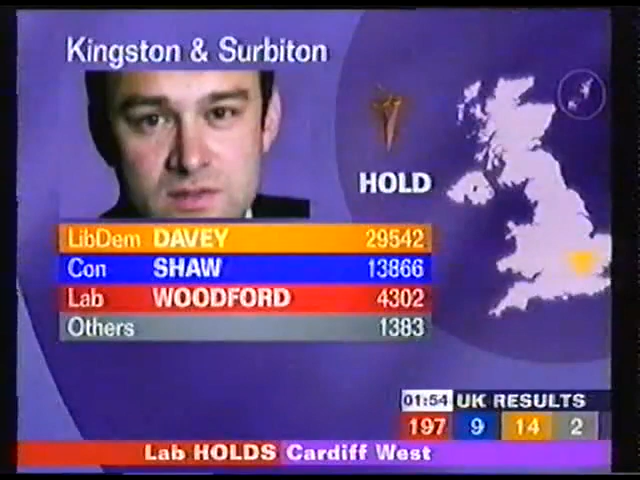 Kingston & Surbiton
HOLD
LibDem DAVEY 29542
Con SHAW 13866
Lab WOODFORD 4302
Others 1383
01:54 UK RESULTS
197 9 14 2
Lab HOLDS Cardiff West